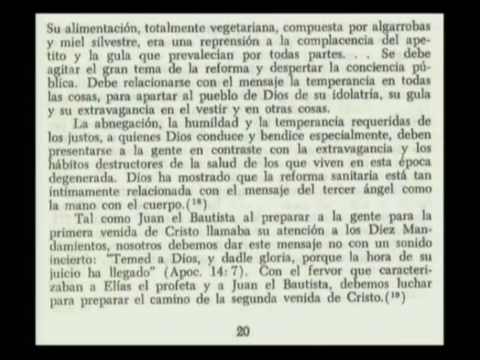 Su alimentación, totalmente vegetariana, compuesta por algarrobas
y miel silvestre, era una reprensión a la complacencia del ape-
tito y la gula que prevalecían por todas partes. . . Se debe
agitar el gran tema de la reforma y despertar la conciencia pú-
blica. Debe relacionarse con el mensaje la temperancia en todas
las cosas, para apartar al pueblo de Dios de su idolatría, su gula
y su extravagancia en el vestir y en otras cosas.
La abnegación, la humildad y la temperancia requeridas de
los justos, a quienes Dios conduce y bendice especialmente, deben
presentarse a la gente en contraste con la extravagancia y los
hábitos destructores de la salud de los que viven en esta época
degenerada. Dios ha mostrado que la reforma sanitaria está tan
íntimamente relacionada con el mensaje del tercer ángel como
la mano con el cuerpo.(¹⁸)
Tal como Juan el Bautista al preparar a la gente para la
primera venida de Cristo llamaba su atención a los Diez Man-
damientos, nosotros debemos dar este mensaje no con un sonido
incierto: "Temed a Dios, y dadle gloria, porque la hora de su
juicio ha llegado" (Apoc. 14:7). Con el fervor que caracteri-
zaban a Elías el profeta y a Juan el Bautista, debemos luchar
para preparar el camino de la segunda venida de Cristo.(¹⁹)
20